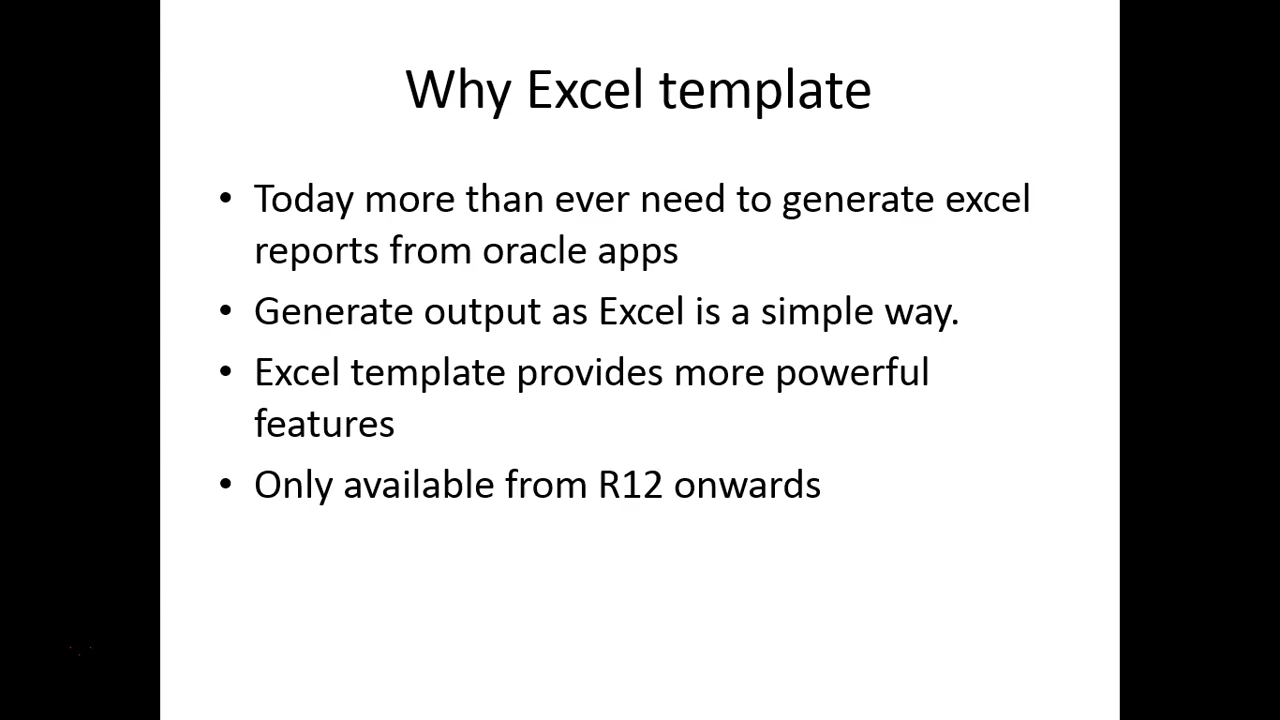 Why Excel template
• Today more than ever need to generate excel
reports from oracle apps
• Generate output as Excel is a simple way.
• Excel template provides more powerful
features
• Only available from R12 onwards